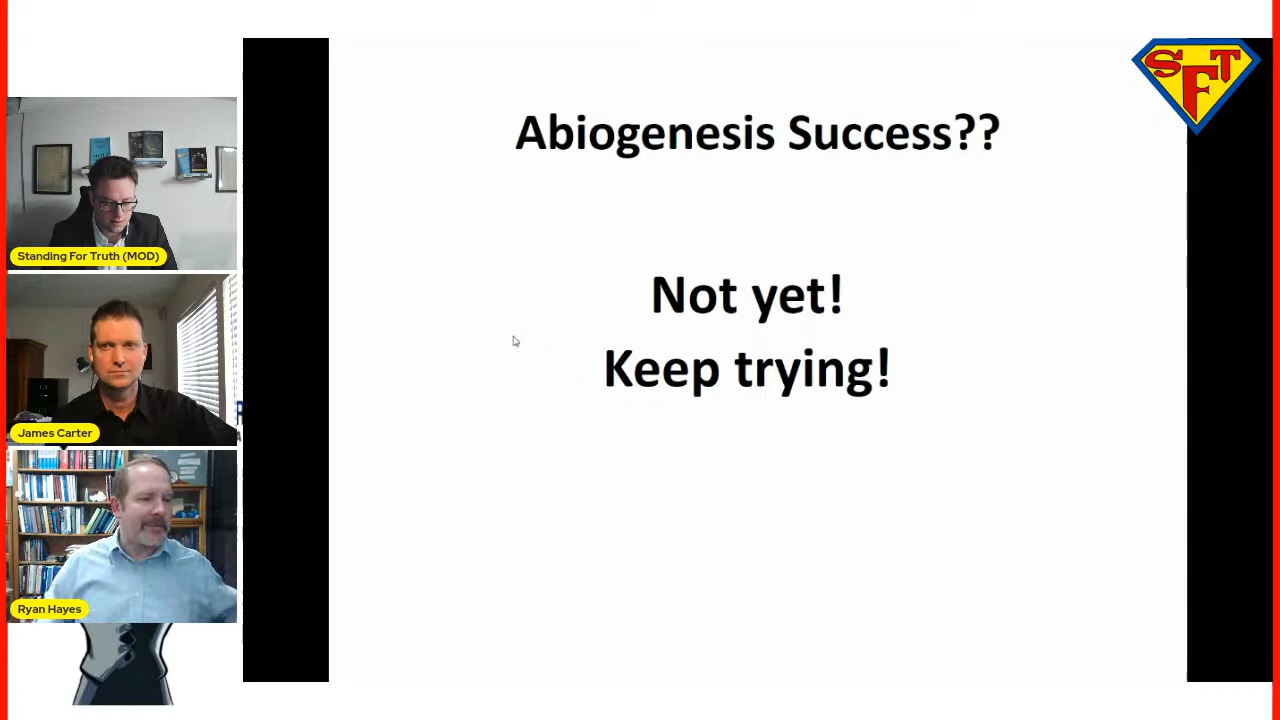 Abiogenesis Success??
Not yet!
Keep trying!
SFT
Standing For Truth (MOD)
James Carter
Ryan Hayes